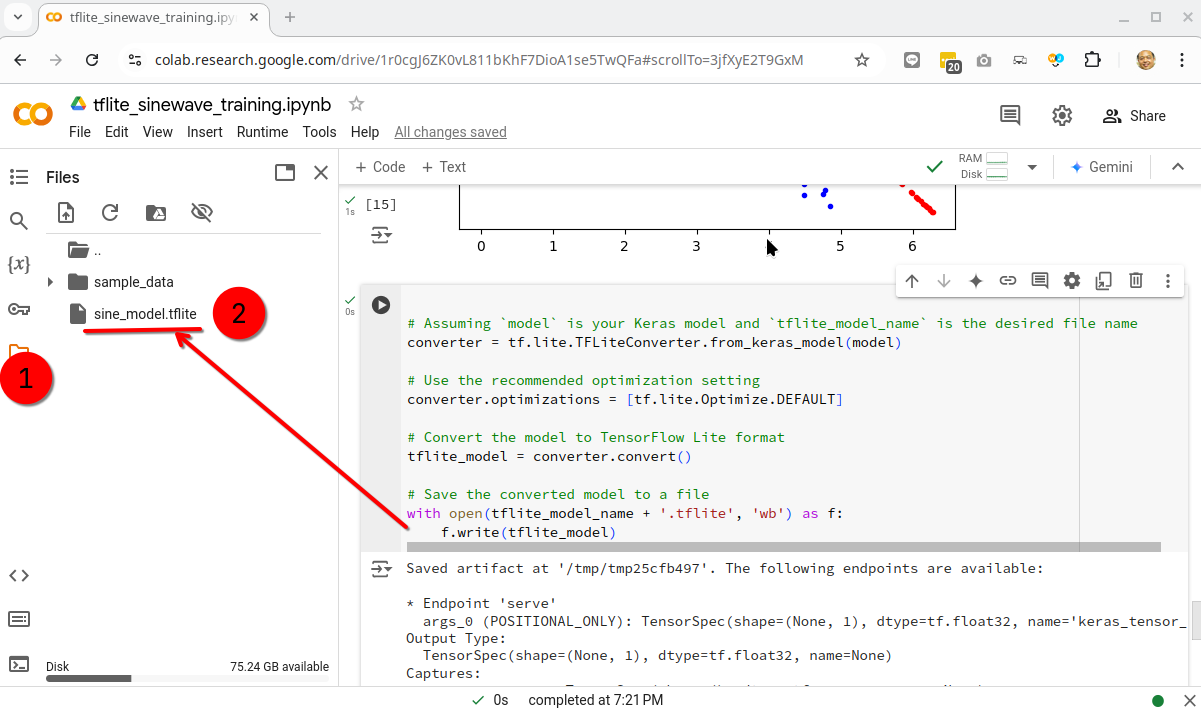 tflite_sinewave_training.ipy
colab.research.google.com/drive/1r0cgJ6ZK0vL811bKhF7DioA1se5TwQFa#scrollTo=3jfXyE2T9GxM
20
tflite_sinewave_training.ipynb
File Edit View Insert Runtime Tools Help All changes saved
Share
Files
+ Code + Text
RAM
Disk
Gemini
1s
[15]
0 1 2 3 5 6
..
sample_data
sine_model.tflite
2
1
{x}
0s
# Assuming `model` is your Keras model and `tflite_model_name` is the desired file name
converter = tf.lite.TFLiteConverter.from_keras_model(model)
# Use the recommended optimization setting
converter.optimizations = [tf.lite.Optimize.DEFAULT]
# Convert the model to TensorFlow Lite format
tflite_model = converter.convert()
# Save the converted model to a file
with open(tflite_model_name + '.tflite', 'wb') as f:
    f.write(tflite_model)
Saved artifact at '/tmp/tmp25cfb497'. The following endpoints are available:
* Endpoint 'serve'
  args_0 (POSITIONAL_ONLY): TensorSpec(shape=(None, 1), dtype=tf.float32, name='keras_tensor_
Output Type:
  TensorSpec(shape=(None, 1), dtype=tf.float32, name=None)
Captures:
Disk
75.24 GB available
0s completed at 7:21 PM